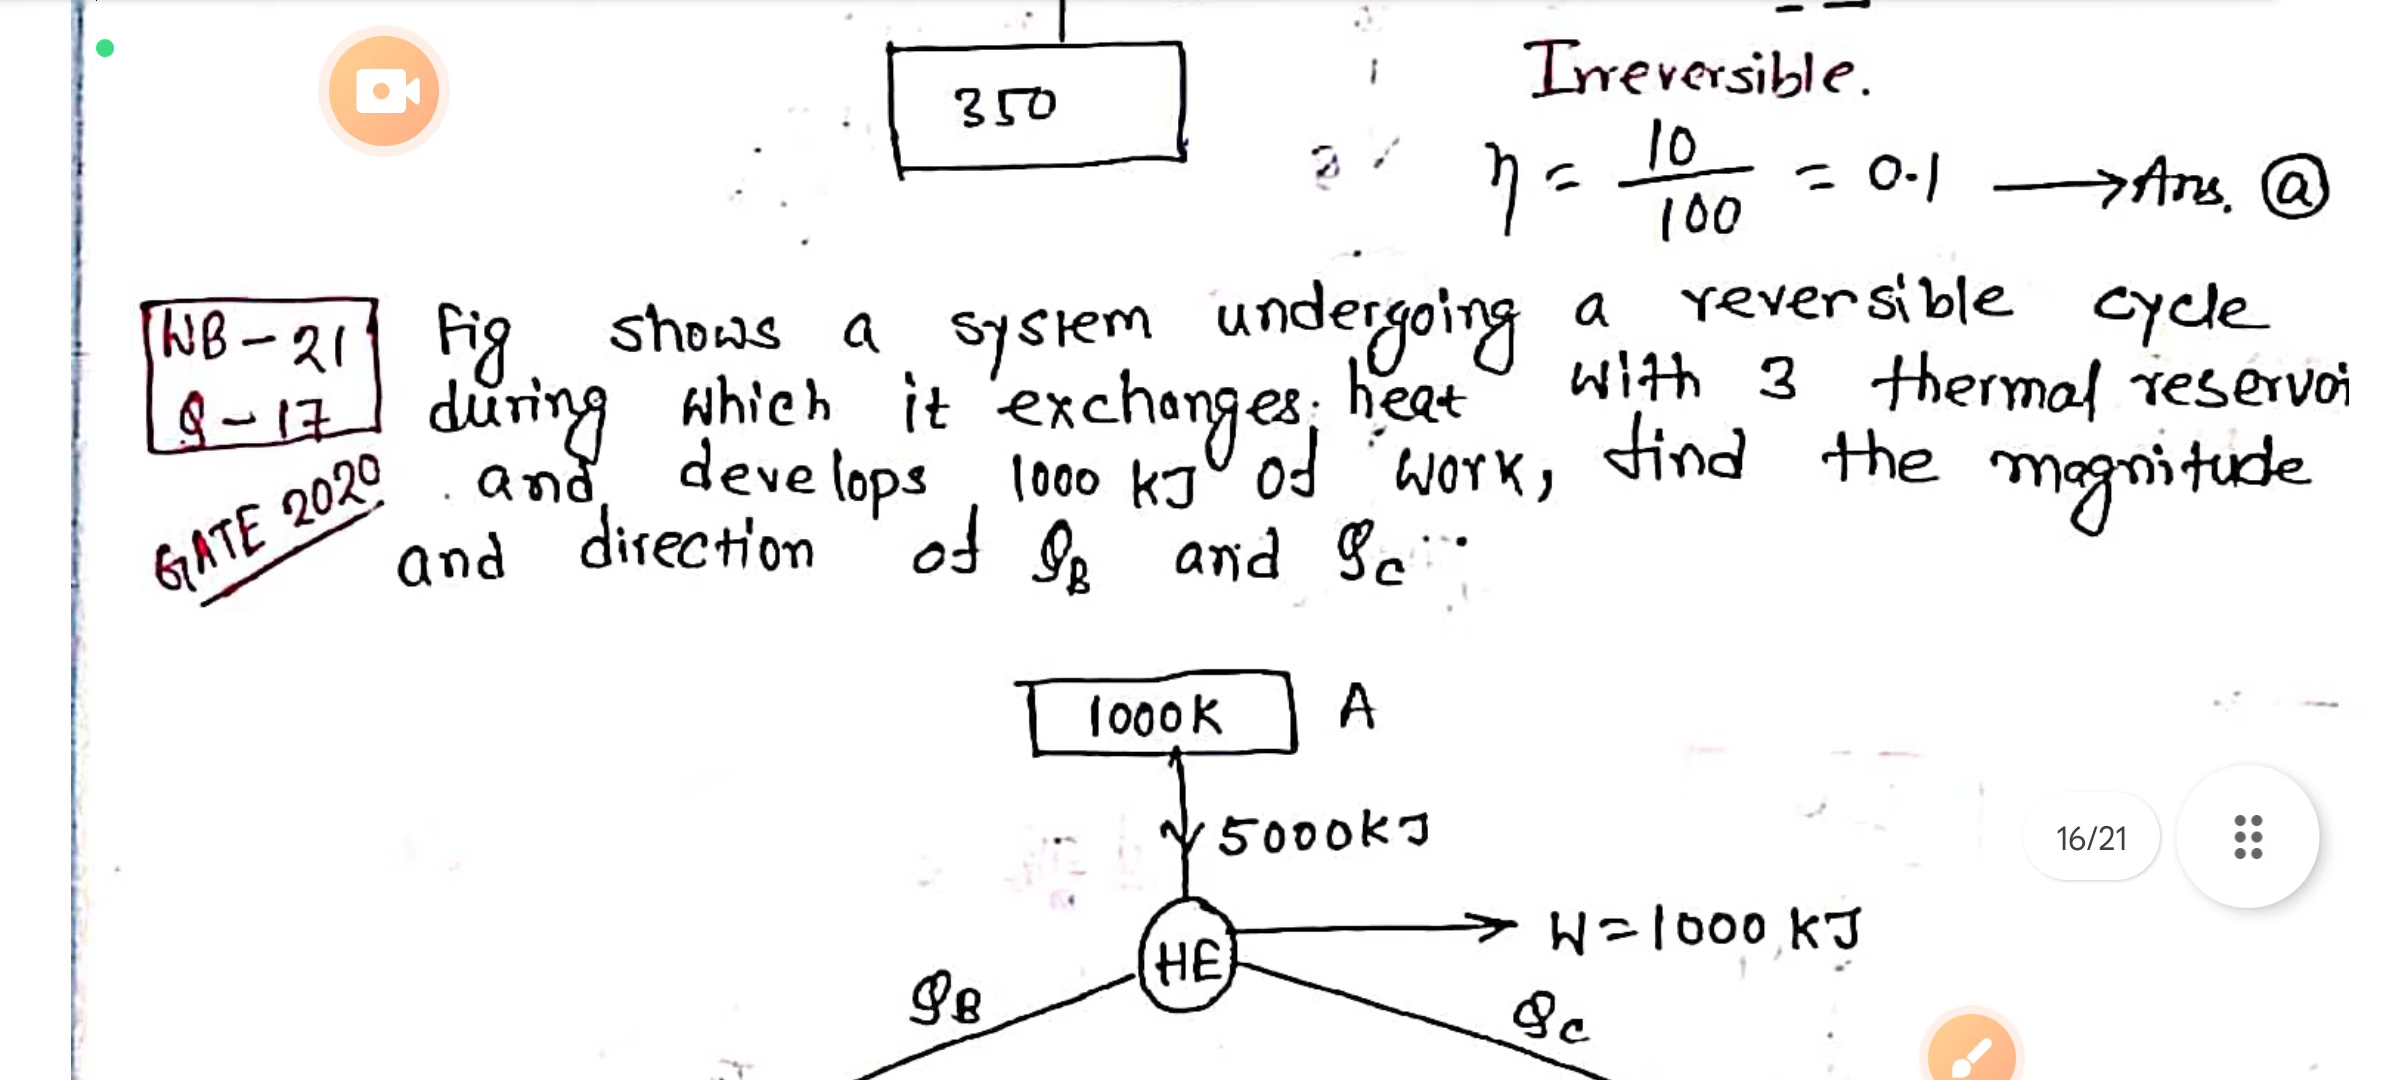 350
Irreversible.
η = 10/100 = 0.1 → Ans. (a)
WB-21
Q-17
GATE 2020
Fig shows a system undergoing a reversible cycle
during which it exchanges heat with 3 thermal reservoi
and develops 1000 kJ of work, find the magnitude
and direction of QB and QC
1000K A
5000KJ
HE
W=1000 KJ
QB
QC
16/21